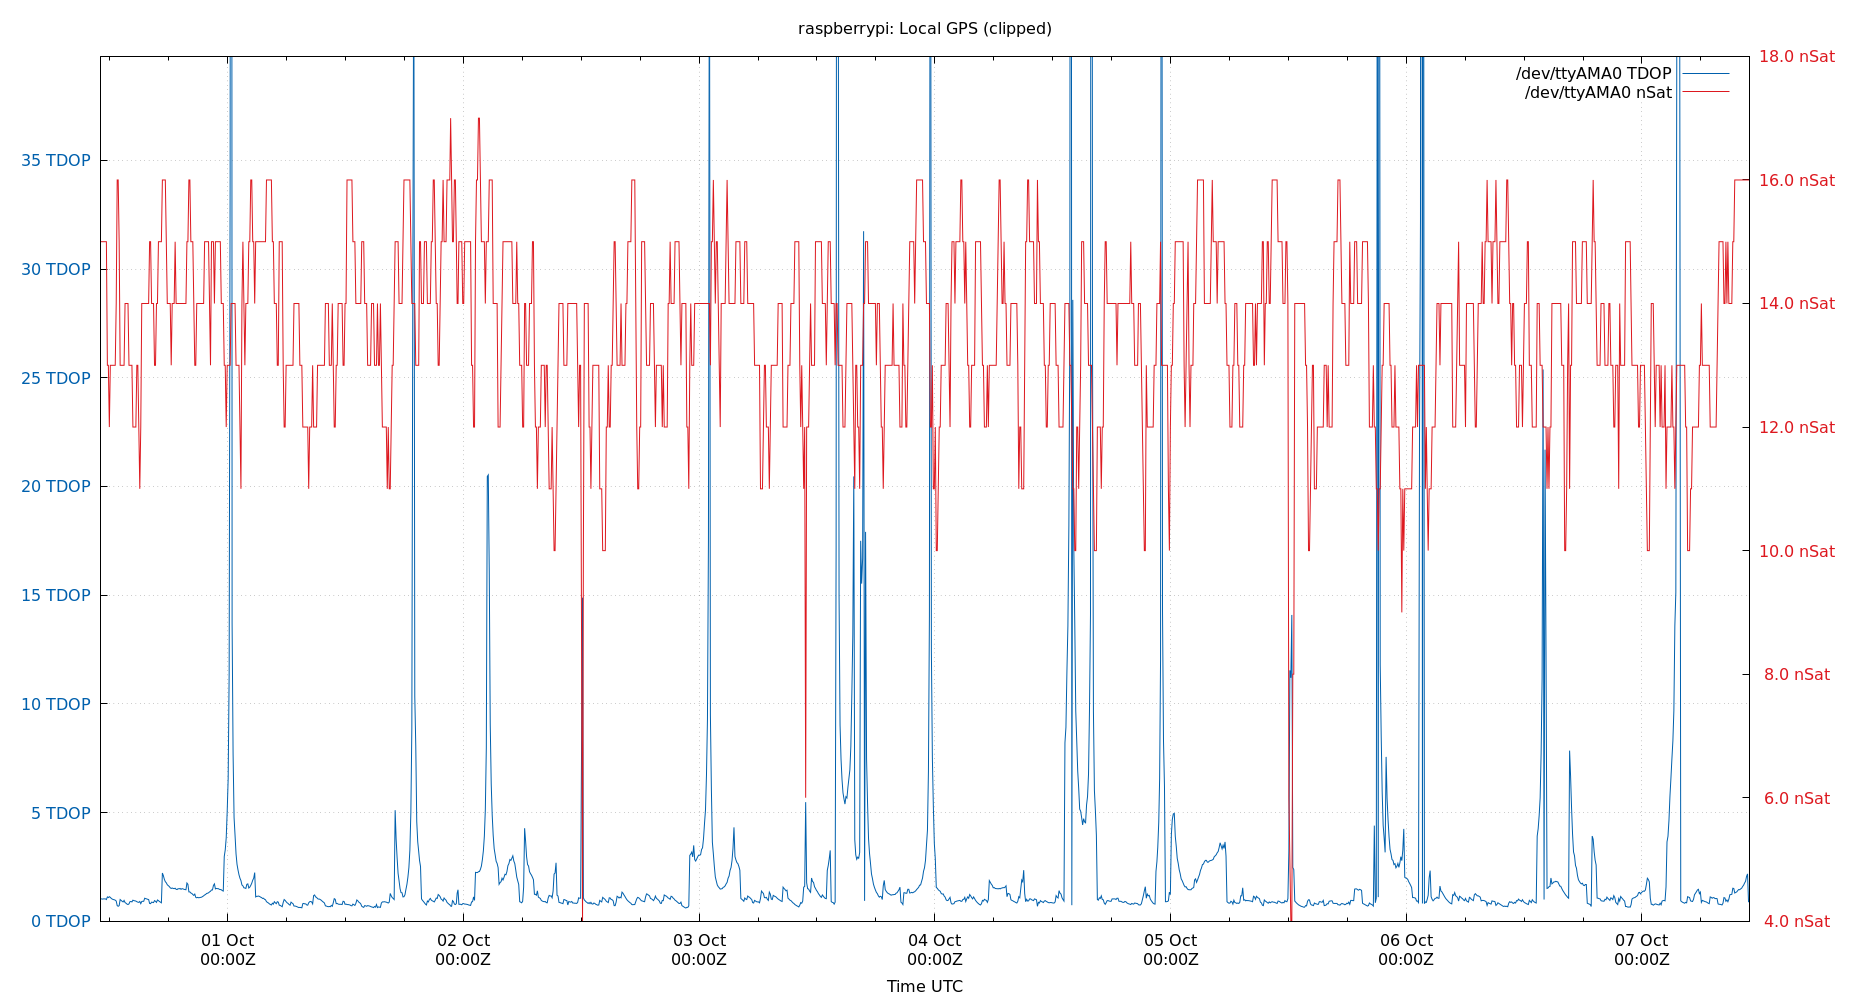 raspberrypi: Local GPS (clipped)
18.0 nSat
/dev/ttyAMA0 TDOP
/dev/ttyAMA0 nSat
35 TDOP
16.0 nSat
30 TDOP
14.0 nSat
25 TDOP
12.0 nSat
20 TDOP
10.0 nSat
15 TDOP
8.0 nSat
10 TDOP
6.0 nSat
5 TDOP
0 TDOP
4.0 nSat
01 Oct 02 Oct 03 Oct 04 Oct 05 Oct 06 Oct 07 Oct
00:00Z 00:00Z 00:00Z 00:00Z 00:00Z 00:00Z 00:00Z
Time UTC